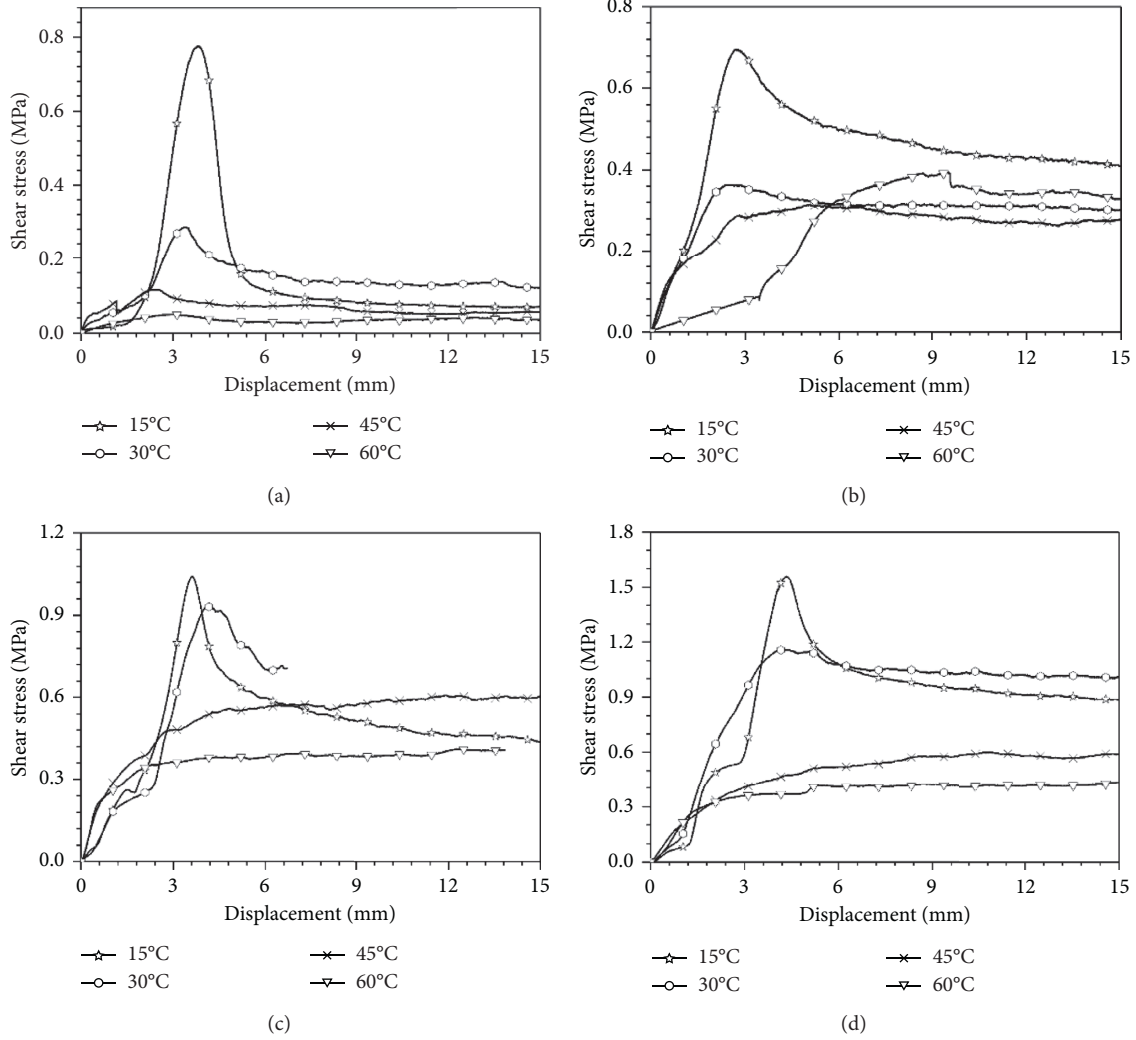 0.8
0.6
0.4
0.2
0.0
Shear stress (MPa)
0 3 6 9 12 15
Displacement (mm)
15°C 45°C
30°C 60°C
(a)
0.6
0.4
0.2
0.0
Shear stress (MPa)
0 3 6 9 12 15
Displacement (mm)
15°C 45°C
30°C 60°C
(b)
1.2
0.9
0.6
0.3
0.0
Shear stress (MPa)
0 3 6 9 12 15
Displacement (mm)
15°C 45°C
30°C 60°C
(c)
1.8
1.5
1.2
0.9
0.6
0.3
0.0
Shear stress (MPa)
0 3 6 9 12 15
Displacement (mm)
15°C 45°C
30°C 60°C
(d)